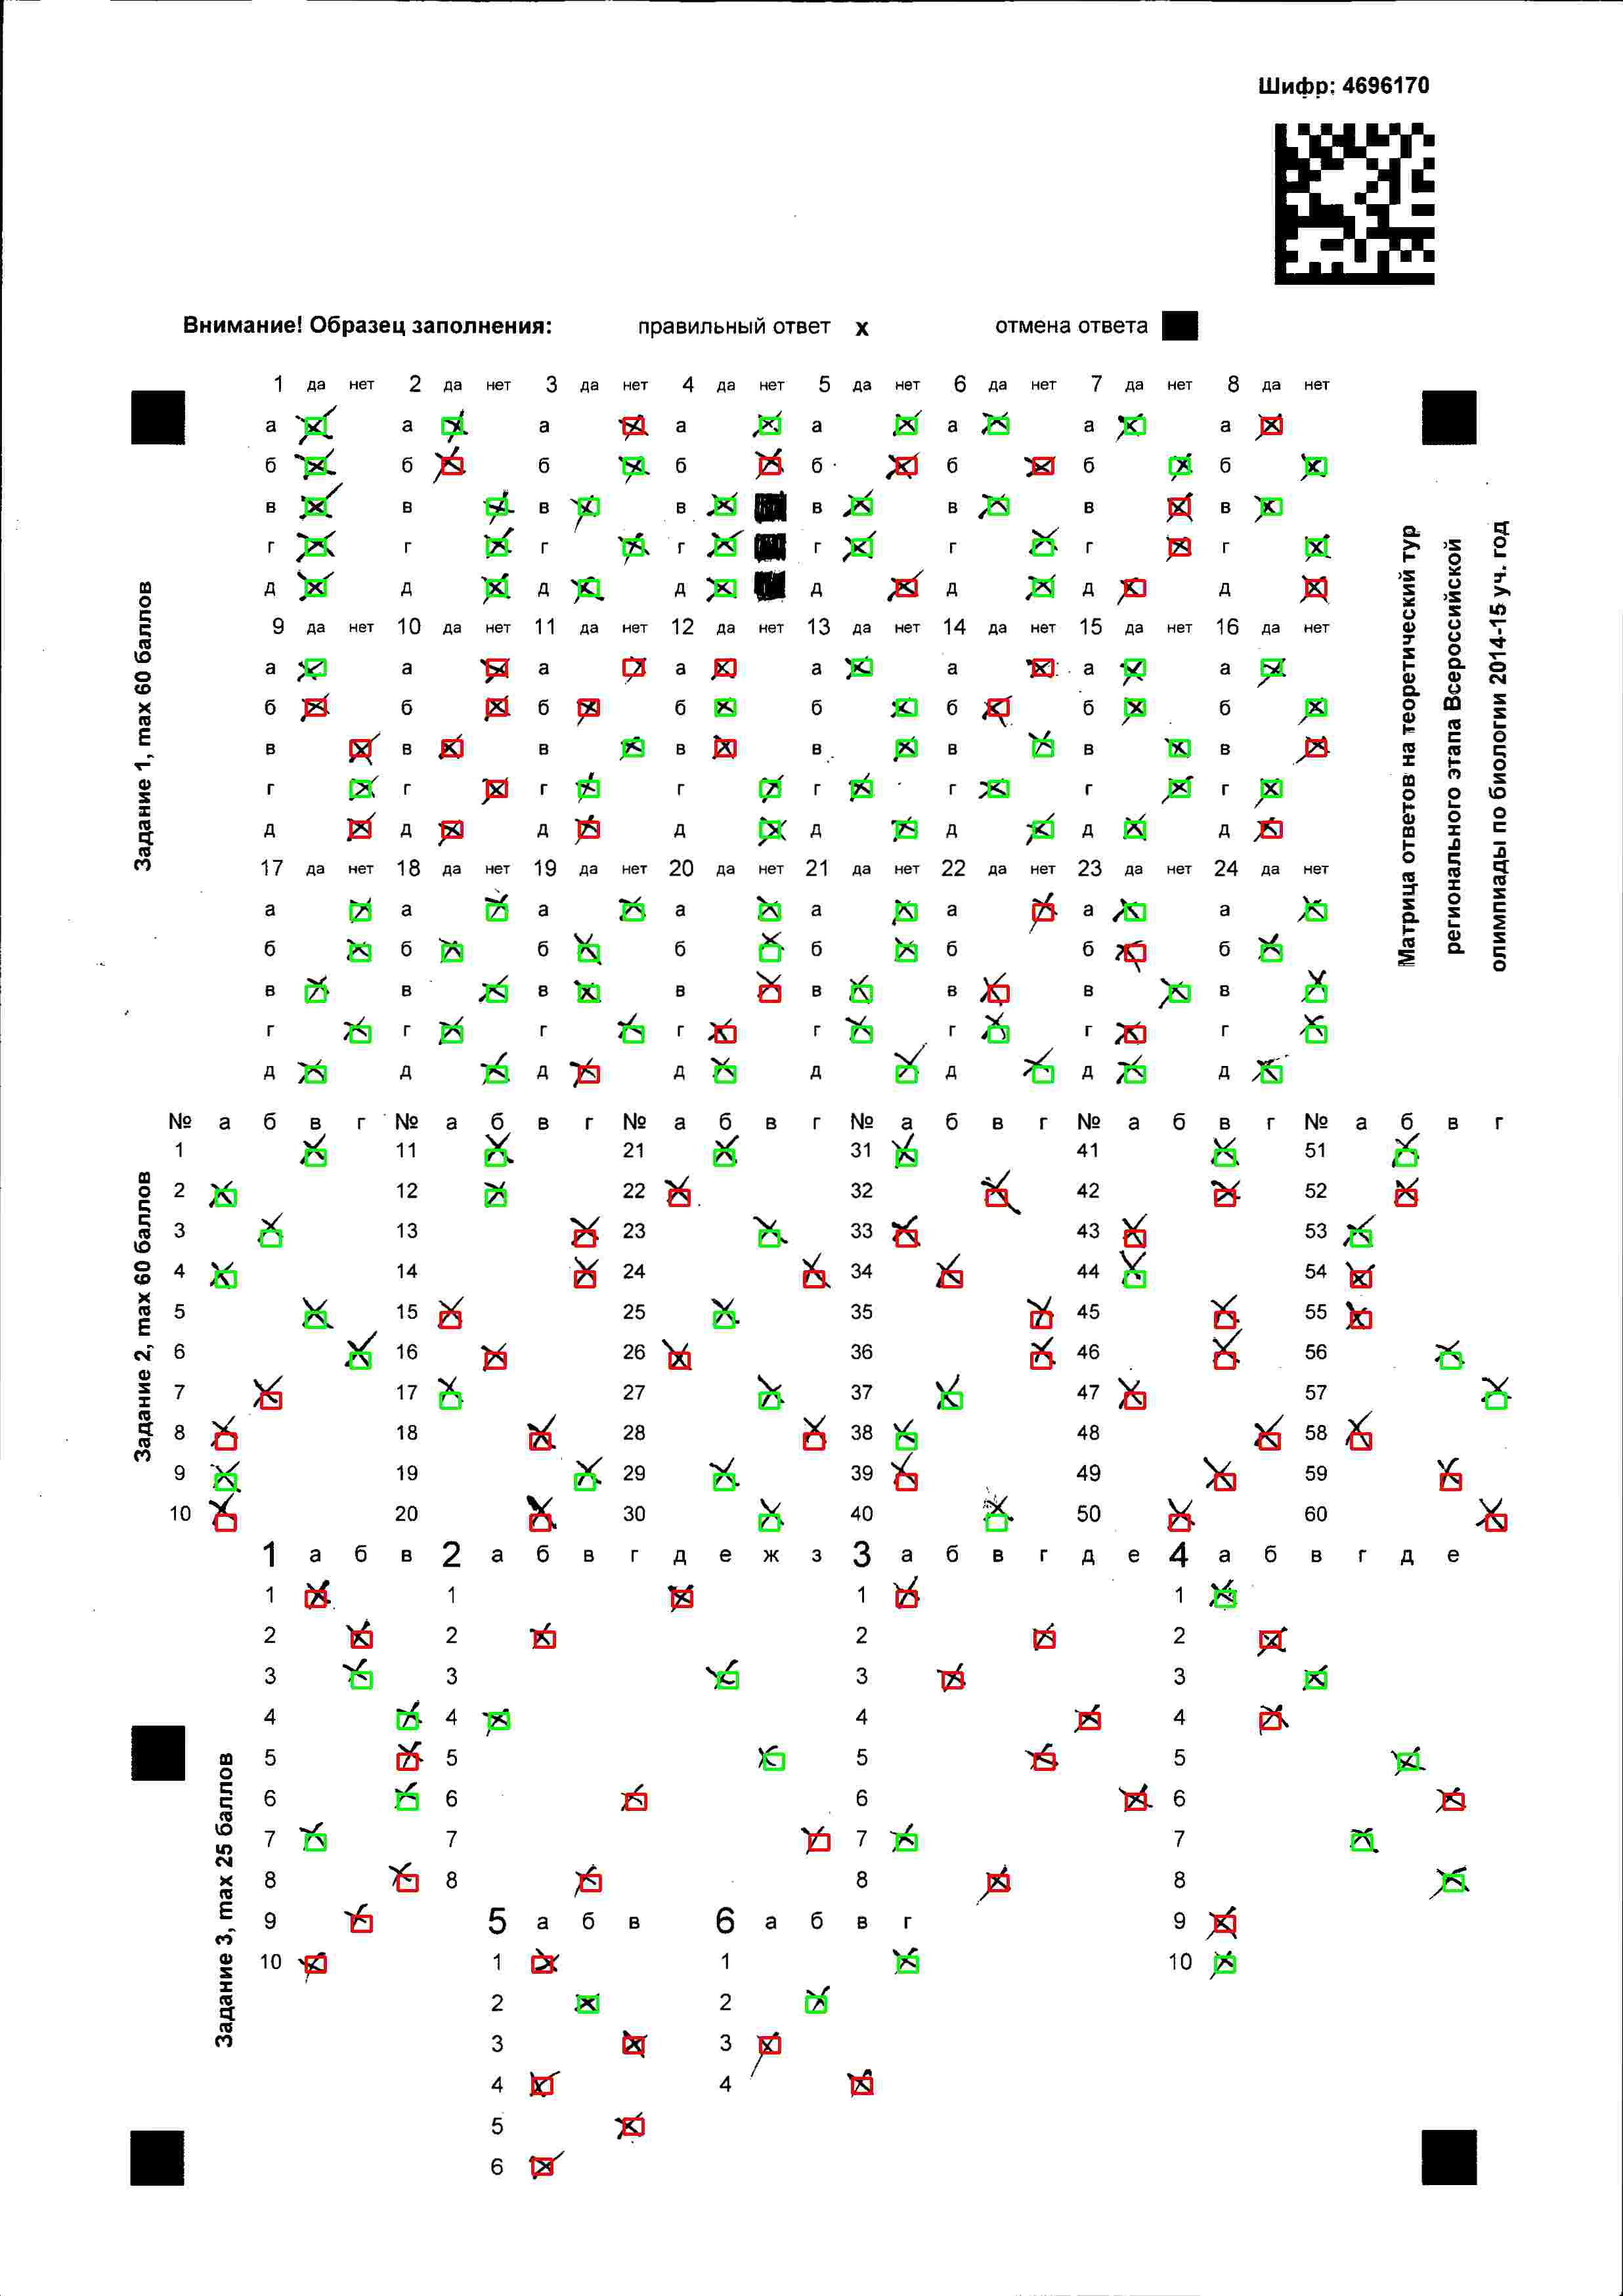 Шифр: 4696170
Внимание! Образец заполнения: правильный ответ х отмена ответа
1 да нет 2 да нет 3 да нет 4 да нет 5 да нет 6 да нет 7 да нет 8 да нет
а а а а а а а а
б б б б б б б б
в в в в в в в в
г г г г г г г г
д д д д д д д д
9 да нет 10 да нет 11 да нет 12 да нет 13 да нет 14 да нет 15 да нет 16 да нет
а а а а а а а а
б б б б б б б б
в в в в в в в в
г г г г г г г г
д д д д д д д д
17 да нет 18 да нет 19 да нет 20 да нет 21 да нет 22 да нет 23 да нет 24 да нет
а а а а а а а а
б б б б б б б б
в в в в в в в в
г г г г г г г г
д д д д д д д д
Задание 1, max 60 баллов
Матрица ответов на теоретический тур
регионального этапа Всероссийской
олимпиады по биологии 2014-15 уч. год
№ а б в г № а б в г № а б в г № а б в г № а б в г № а б в г
1 11 21 31 41 51
2 12 22 32 42 52
3 13 23 33 43 53
4 14 24 34 44 54
5 15 25 35 45 55
6 16 26 36 46 56
7 17 27 37 47 57
8 18 28 38 48 58
9 19 29 39 49 59
10 20 30 40 50 60
Задание 2, max 60 баллов
1 а б в 2 а б в г д е ж з 3 а б в г д е 4 а б в г д е
1 1 1 1
2 2 2 2
3 3 3 3
4 4 4 4
5 5 5 5
6 6 6 6
7 7 7 7
8 8 8 8
9 5 а б в 6 а б в г 9
10 1 1 10
2 2
3 3
4 4
5
6
Задание 3, max 25 баллов